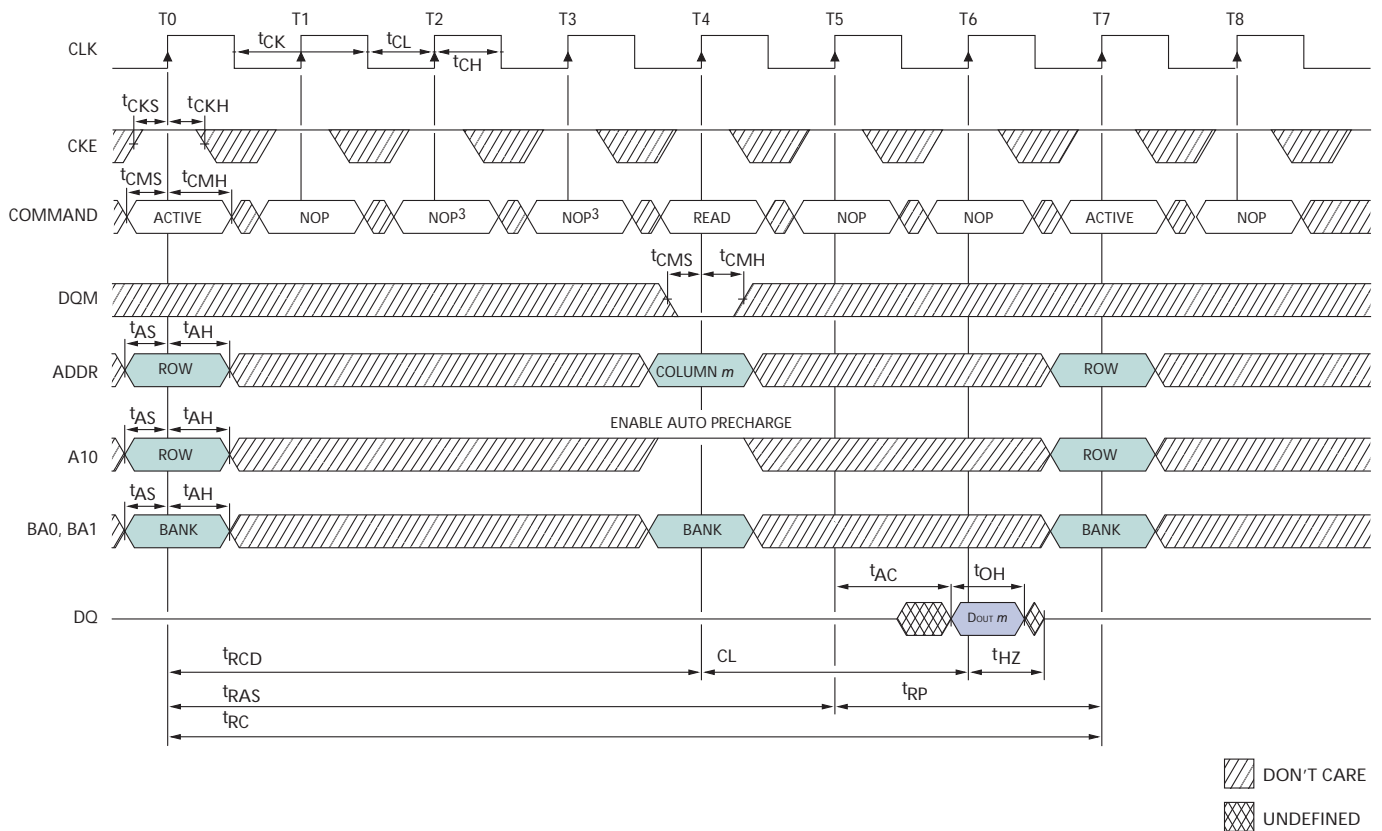 T0 T1 T2 T3 T4 T5 T6 T7 T8
CLK tCK tCL tCH
tCKS tCKH
CKE
tCMS tCMH
COMMAND ACTIVE NOP NOP3 NOP3 READ NOP NOP ACTIVE NOP
tCMS tCMH
DQM
tAS tAH
ADDR ROW COLUMN m ROW
tAS tAH ENABLE AUTO PRECHARGE
A10 ROW ROW
tAS tAH
BA0, BA1 BANK BANK BANK
tAC tOH
DQ DOUT m
tRCD CL tHZ
tRAS tRP
tRC
DON'T CARE
UNDEFINED